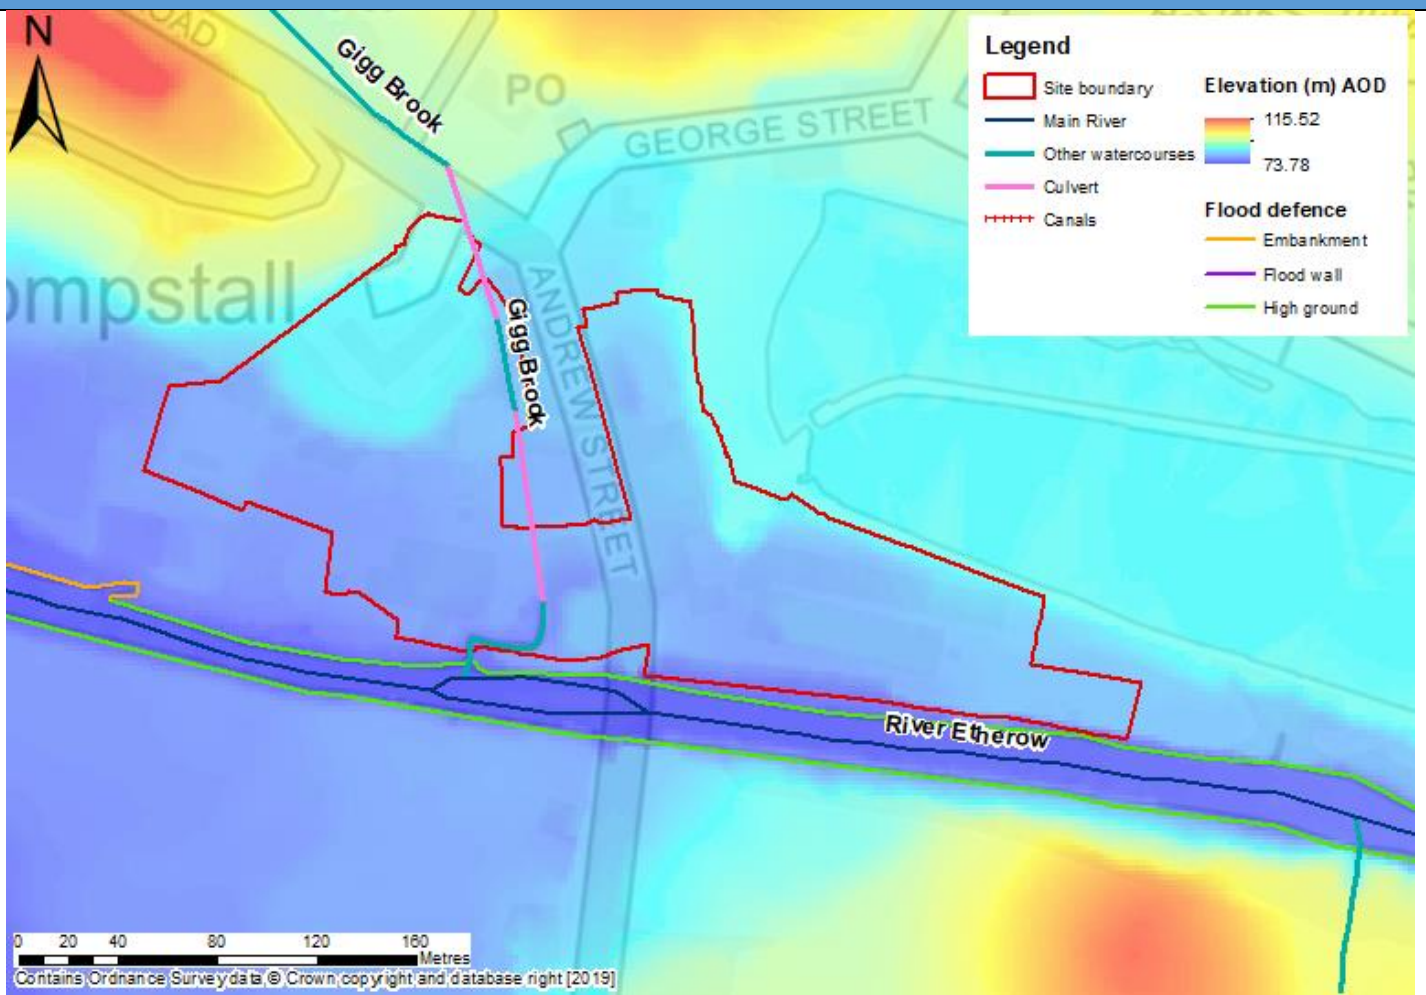 N
OAD
Gigg Brook
PO
GEORGE STREET
ompstall
Gigg Brook
ANDREW STREET
River Etherow
Legend
Site boundary
Main River
Other watercourses
Culvert
Canals
Elevation (m) AOD
115.52
73.78
Flood defence
Embankment
Flood wall
High ground
0 20 40 80 120 160
Metres
Contains Ordnance Survey data © Crown copyright and database right [2019]